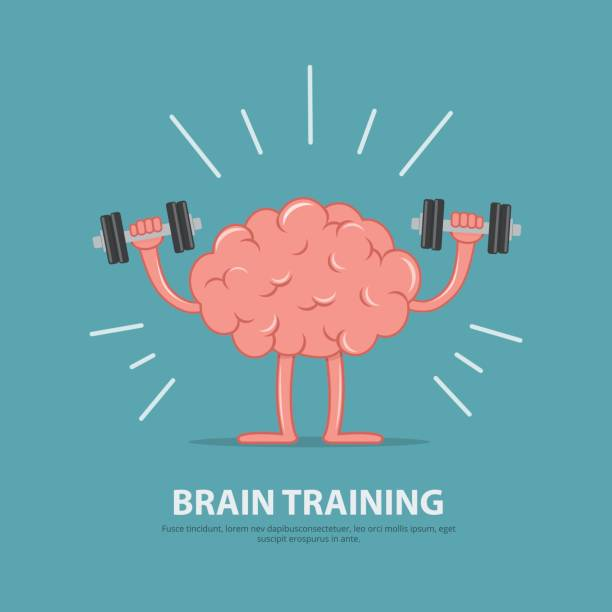 BRAIN TRAINING
Fusce tincidunt, lorem nev dapibusconsectetuer, leo orci mollis ipsum, eget
suscipit erospurus in ante.